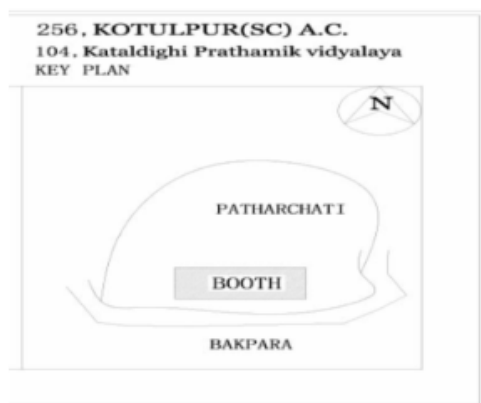 256, KOTULPUR(SC) A.C.
104, Kataldighi Prathamik vidyalaya
KEY PLAN
N
PATHARCHATI
BOOTH
BAKPARA